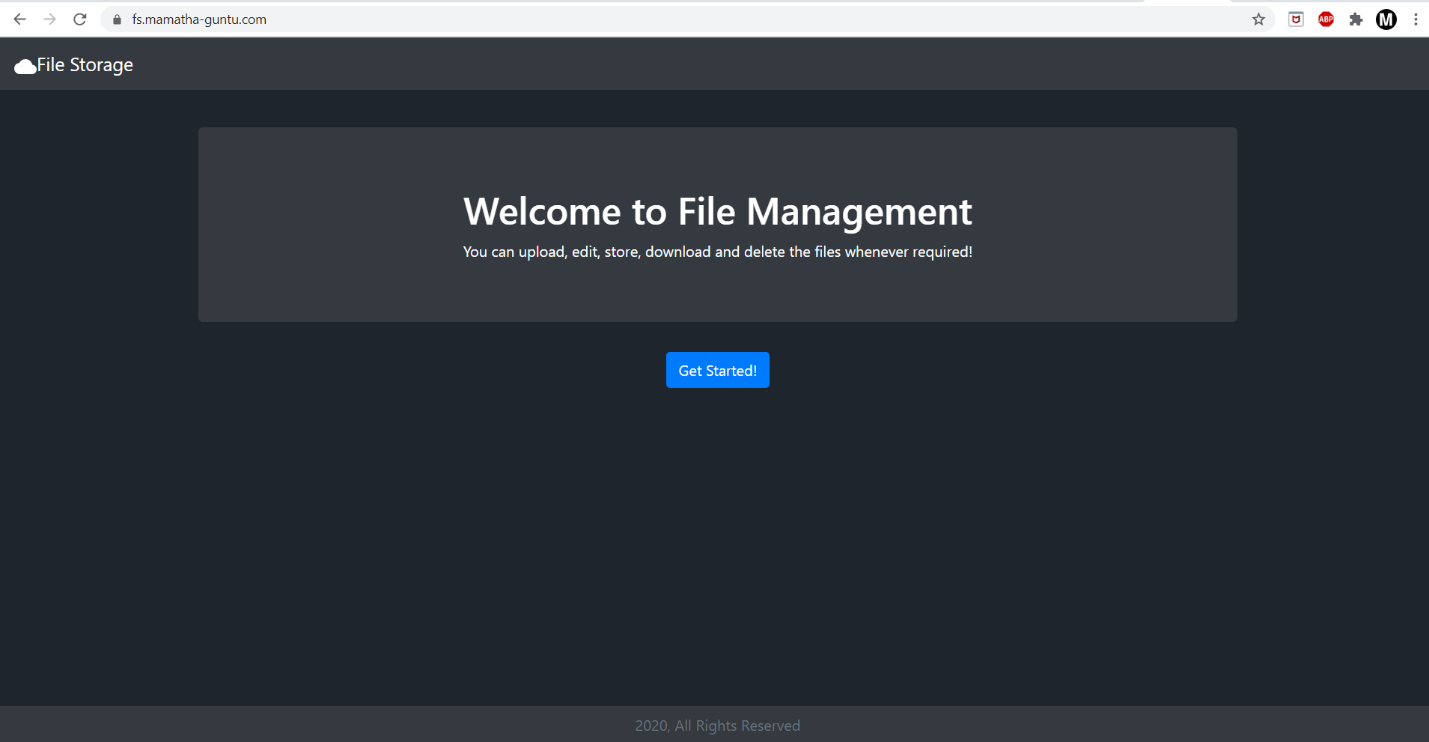 fs.mamatha-guntu.com
ABP
M
File Storage
Welcome to File Management
You can upload, edit, store, download and delete the files whenever required!
Get Started!
2020, All Rights Reserved